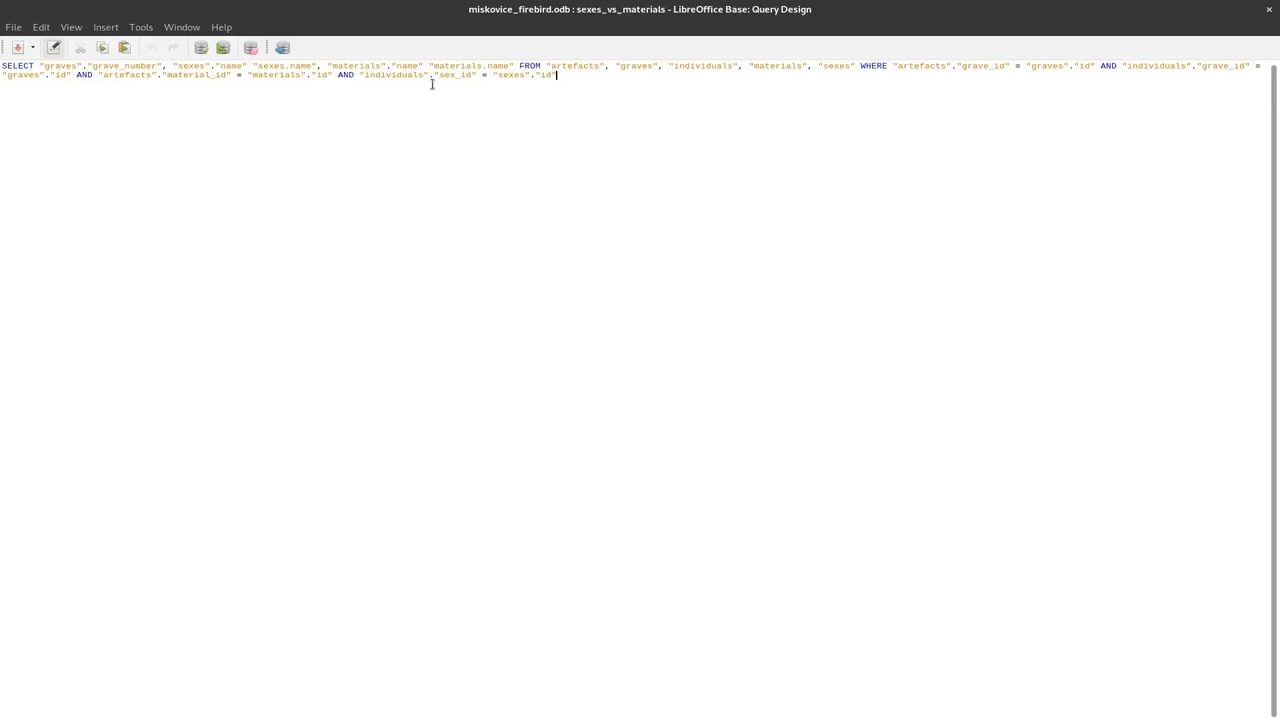 miskovice_firebird.odb : sexes_vs_materials - LibreOffice Base: Query Design
File Edit View Insert Tools Window Help
SELECT "graves"."grave_number", "sexes"."name" "sexes.name", "materials"."name" "materials.name" FROM "artefacts", "graves", "individuals", "materials", "sexes" WHERE "artefacts"."grave_id" = "graves"."id" AND "individuals"."grave_id" =
"graves"."id" AND "artefacts"."material_id" = "materials"."id" AND "individuals"."sex_id" = "sexes"."id"